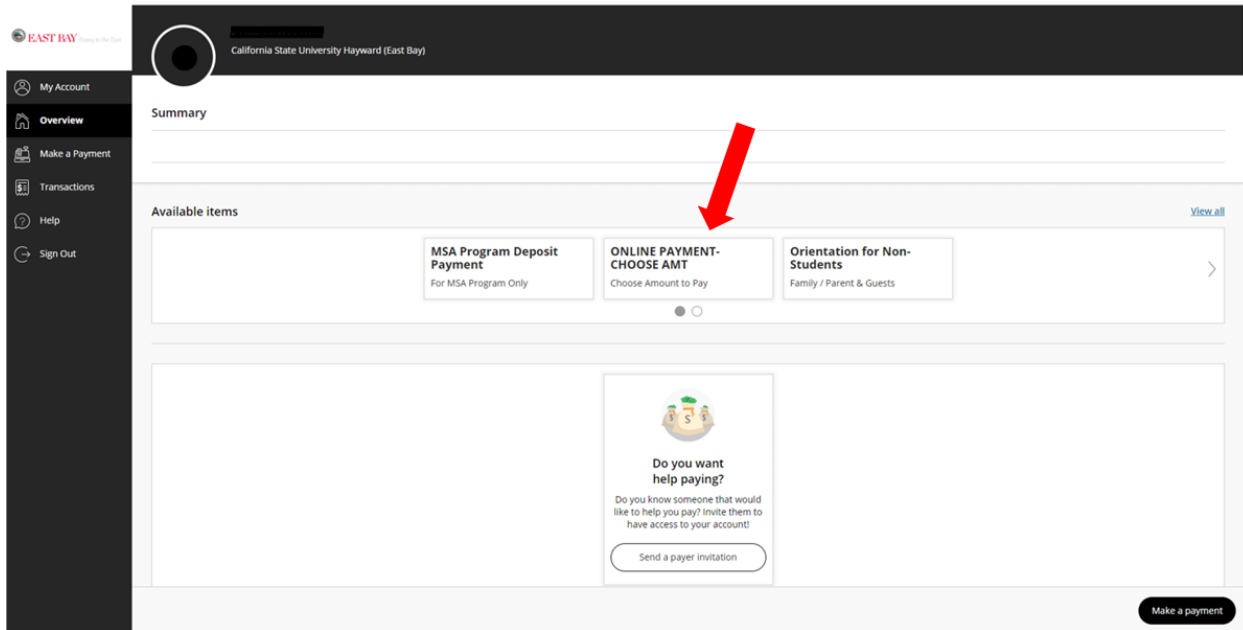 EAST BAY
California State University Hayward (East Bay)
My Account
Overview
Make a Payment
Transactions
Help
Sign Out
Summary
Available items
View all
MSA Program Deposit
Payment
For MSA Program Only
ONLINE PAYMENT-
CHOOSE AMT
Choose Amount to Pay
Orientation for Non-
Students
Family / Parent & Guests
$ $ $
Do you want
help paying?
Do you know someone that would
like to help you pay? Invite them to
have access to your account!
Send a payer invitation
Make a payment